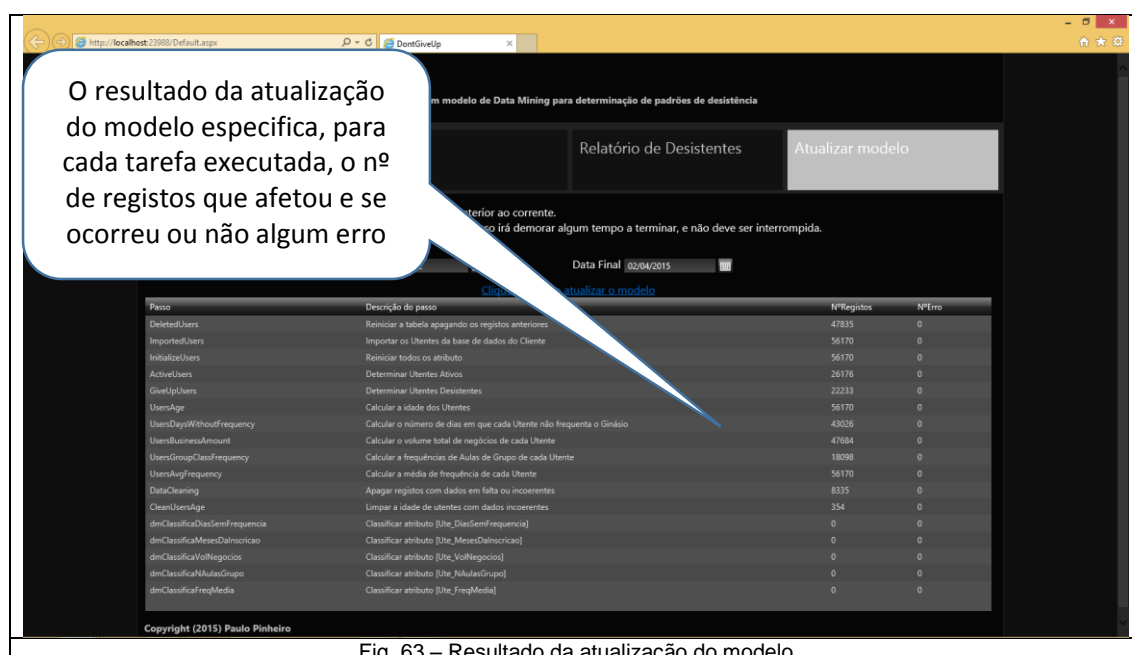 http://localhost:23988/Default.aspx
DontGiveUp
O resultado da atualização
do modelo especifica, para
cada tarefa executada, o nº
de registos que afetou e se
ocorreu ou não algum erro
m modelo de Data Mining para determinação de padrões de desistência
Relatório de Desistentes
Atualizar modelo
terior ao corrente.
so irá demorar algum tempo a terminar, e não deve ser interrompida.
Data Final 02/04/2015
Cliq atualizar o modelo
Passo Descrição do passo NºRegistos NºErro
DeletedUsers Reiniciar a tabela apagando os registos anteriores 47835 0
ImportedUsers Importar os Utentes da base de dados do Cliente 56170 0
InitializeUsers Reiniciar todos os atributo 56170 0
ActiveUsers Determinar Utentes Ativos 26176 0
GiveUpUsers Determinar Utentes Desistentes 22233 0
UsersAge Calcular a idade dos Utentes 56170 0
UsersDaysWithoutFrequency Calcular o número de dias em que cada Utente não frequenta o Ginásio 43026 0
UsersBusinessAmount Calcular o volume total de negócios de cada Utente 47684 0
UsersGroupClassFrequency Calcular a frequências de Aulas de Grupo de cada Utente 18098 0
UsersAvgFrequency Calcular a média de frequência de cada Utente 56170 0
DataCleaning Apagar registos com dados em falta ou incoerentes 8335 0
CleanUsersAge Limpar a idade de utentes com dados incoerentes 354 0
dmClassificaDiasSemFrequencia Classificar atributo [Ute_DiasSemFrequencia] 0 0
dmClassificaMesesDaInscricao Classificar atributo [Ute_MesesDaInscricao] 0 0
dmClassificaVolNegocios Classificar atributo [Ute_VolNegocios] 0 0
dmClassificaNAulasGrupo Classificar atributo [Ute_NAulasGrupo] 0 0
dmClassificaFreqMedia Classificar atributo [Ute_FreqMedia] 0 0
Copyright (2015) Paulo Pinheiro
Fig. 63 – Resultado da atualização do modelo